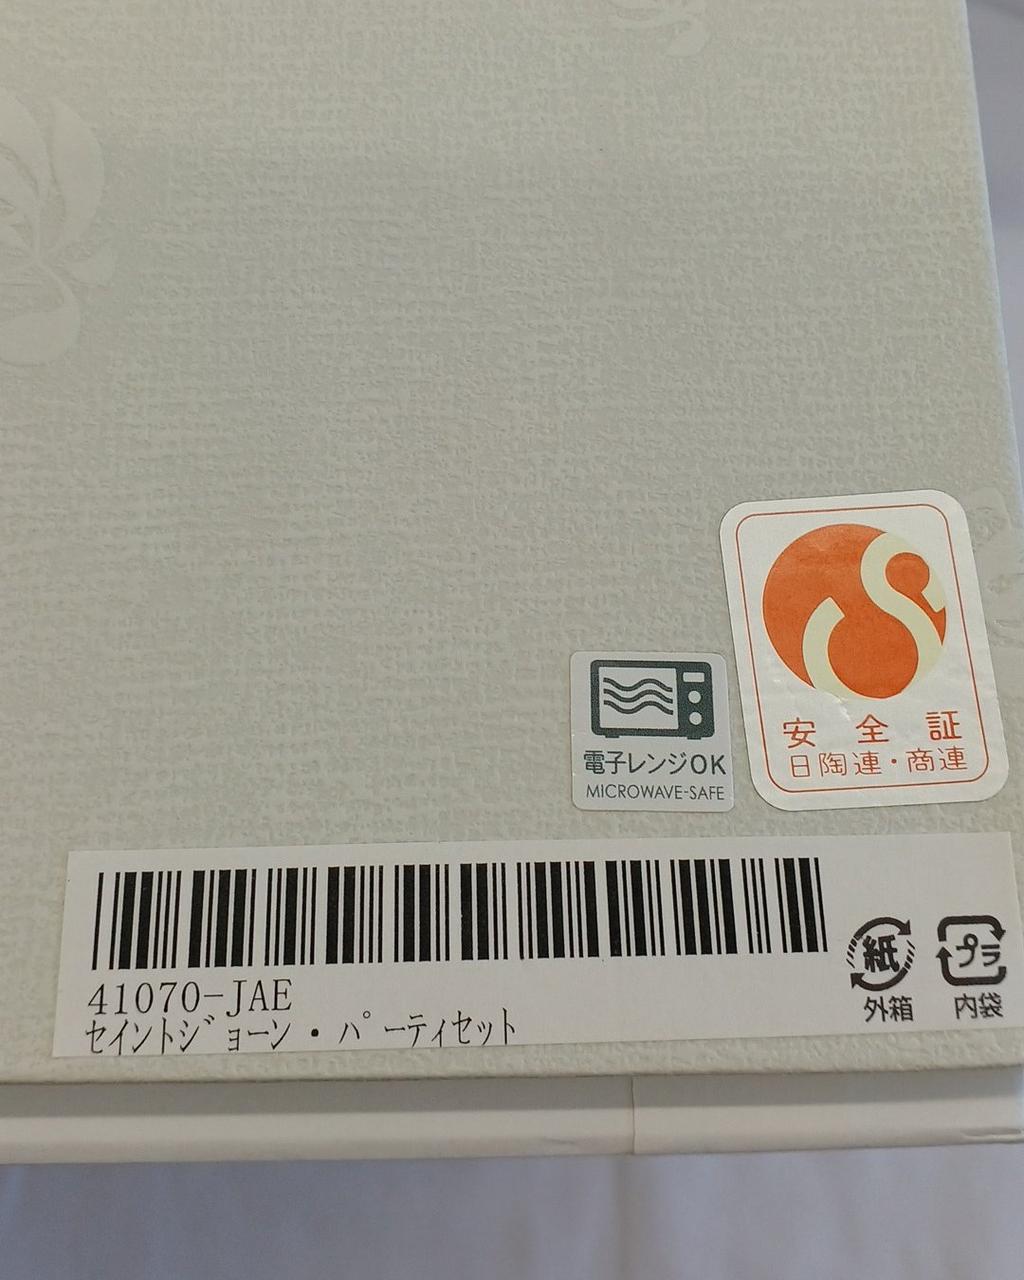 安全証
日陶連・商連
電子レンジOK
MICROWAVE-SAFE
41070-JAE
セイントジョーン・パーティセット
紙
外箱
プラ
内袋